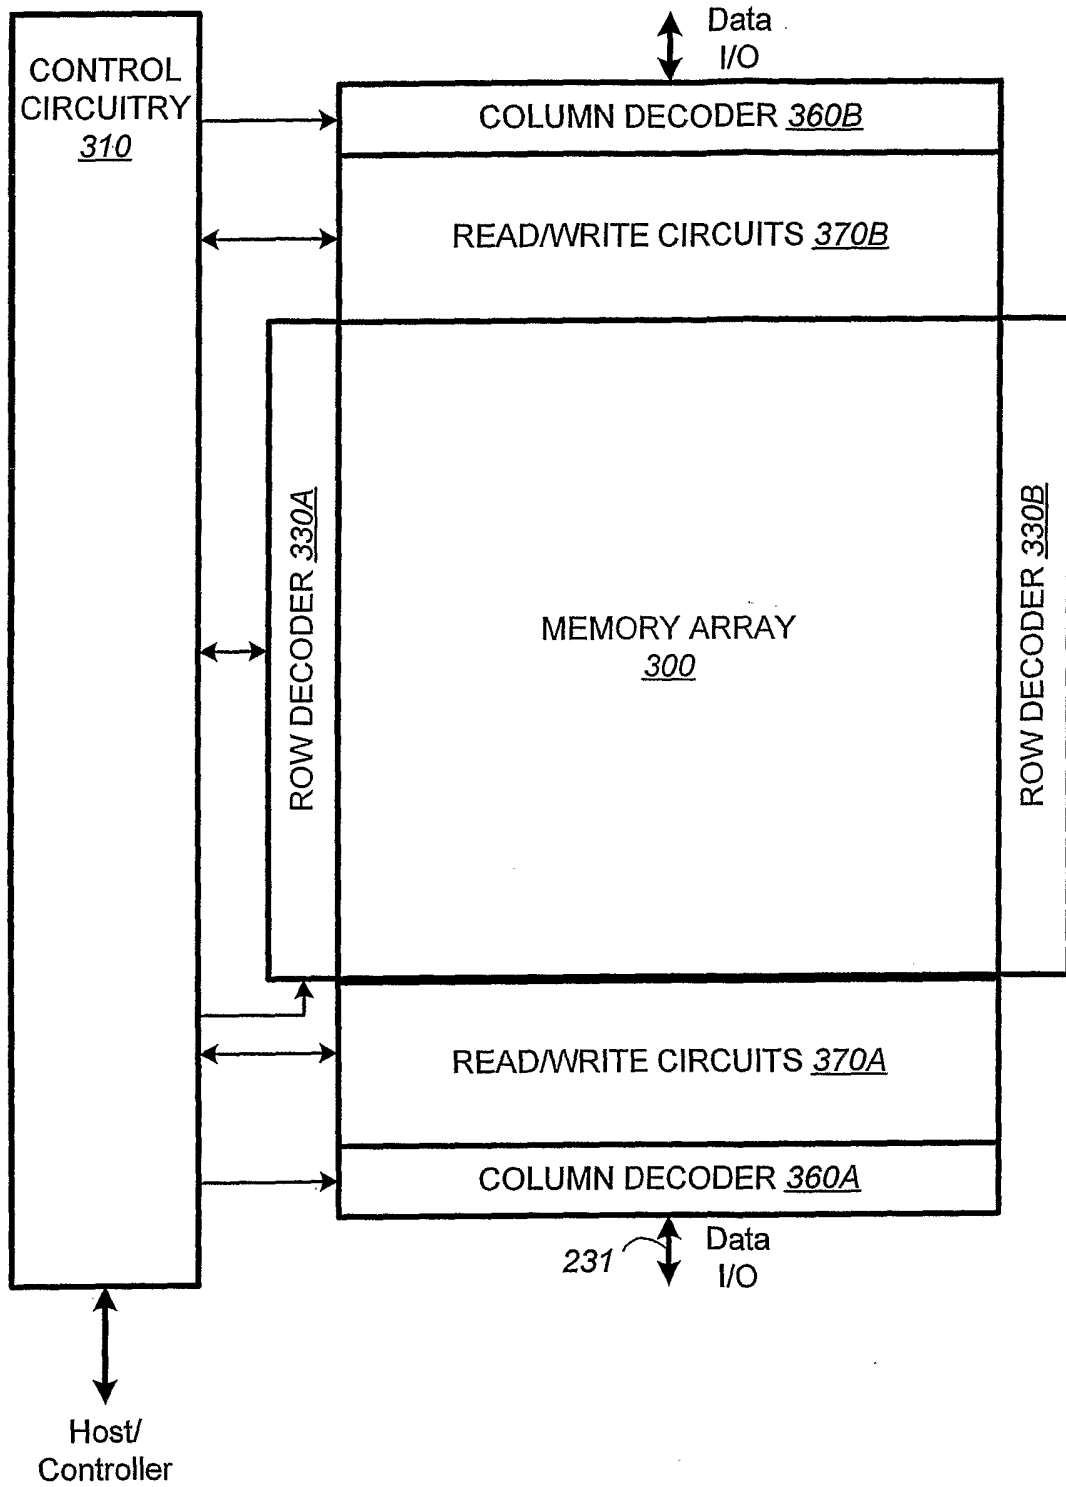 Data
I/O
CONTROL
CIRCUITRY
310
COLUMN DECODER 360B
READ/WRITE CIRCUITS 370B
ROW DECODER 330A
MEMORY ARRAY
300
ROW DECODER 330B
READ/WRITE CIRCUITS 370A
COLUMN DECODER 360A
231
Data
I/O
Host/
Controller